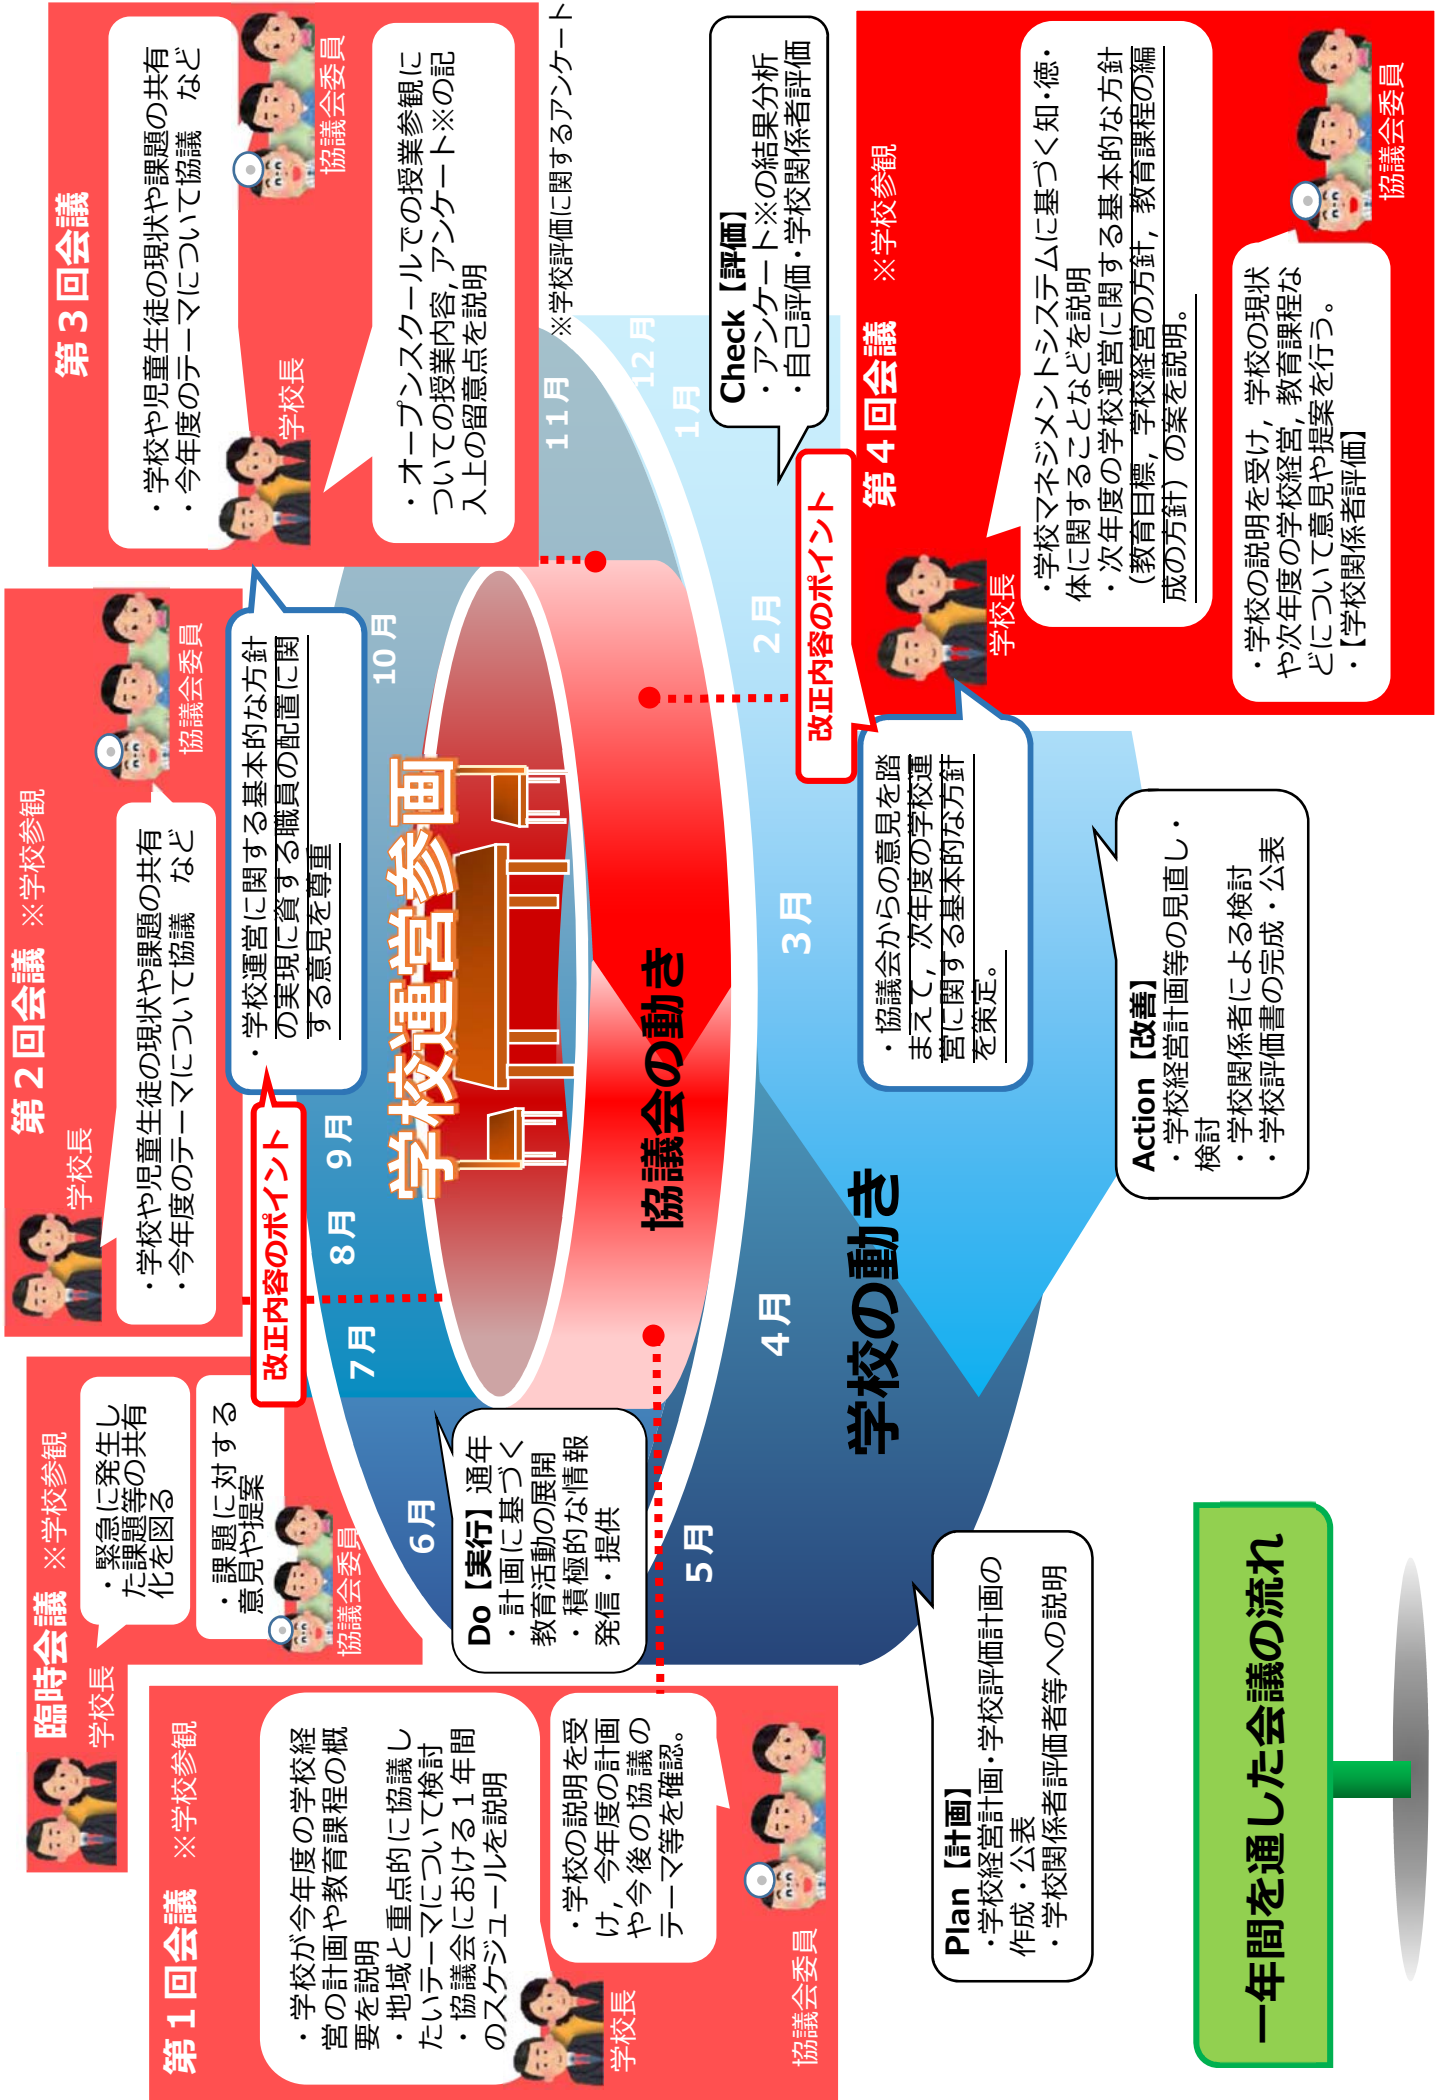 一年間を通した会議の流れ
第１回会議　※学校参観
・学校が今年度の学校経
営の計画や教育課程の概
要を説明
・地域と重点的に協議し
たいテーマについて検討
・協議会における１年間
のスケジュールを説明
学校長
・学校の説明を受
け，今年度の計画
や今後の協議の
テーマ等を確認。
協議会委員
臨時会議　※学校参観
学校長
・緊急に発生し
た課題等の共有
化を図る
・課題に対する
意見や提案
協議会委員
第２回会議　※学校参観
学校長
・学校や児童生徒の現状や課題の共有
・今年度のテーマについて協議　など
協議会委員
改正内容のポイント
・学校運営に関する基本的な方針
の実現に資する職員の配置に関
する意見を尊重
第３回会議
・学校や児童生徒の現状や課題の共有
・今年度のテーマについて協議　など
協議会委員
学校長
・オープンスクールでの授業参観に
ついての授業内容,アンケート※の記
入上の留意点を説明
※学校評価に関するアンケート
学校運営参画
協議会の動き
学校の動き
4月
5月
6月
7月
8月
9月
10月
11月
12月
1月
2月
3月
Plan【計画】
・学校経営計画・学校評価計画の
作成・公表
・学校関係者評価者等への説明
Do【実行】通年
・計画に基づく
教育活動の展開
・積極的な情報
発信・提供
Check【評価】
・アンケート※の結果分析
・自己評価・学校関係者評価
Action【改善】
・学校経営計画等の見直し・
検討
・学校関係者による検討
・学校評価書の完成・公表
改正内容のポイント
・協議会からの意見を踏
まえて，次年度の学校運
営に関する基本的な方針
を策定。
第４回会議　※学校参観
学校長
・学校マネジメントシステムに基づく知・徳・
体に関することなどを説明
・次年度の学校運営に関する基本的な方針
（教育目標，学校経営の方針，教育課程の編
成の方針）の案を説明。
・学校の説明を受け，学校の現状
や次年度の学校経営，教育課程な
どについて意見や提案を行う。
・【学校関係者評価】
協議会委員